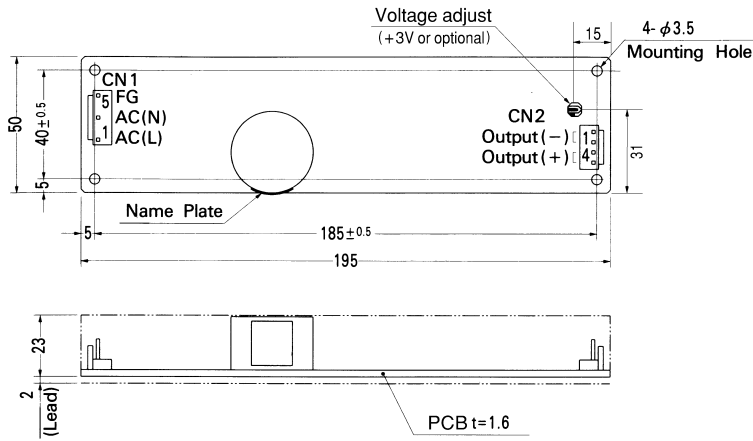 Voltage adjust
(+3V or optional)
15
4-φ3.5
Mounting Hole
CN1
5 FG
AC(N)
1 AC(L)
50
40±0.5
5
CN2
Output(−) 1
Output(+) 4
31
Name Plate
5
185±0.5
195
23
2
(Lead)
PCB t=1.6